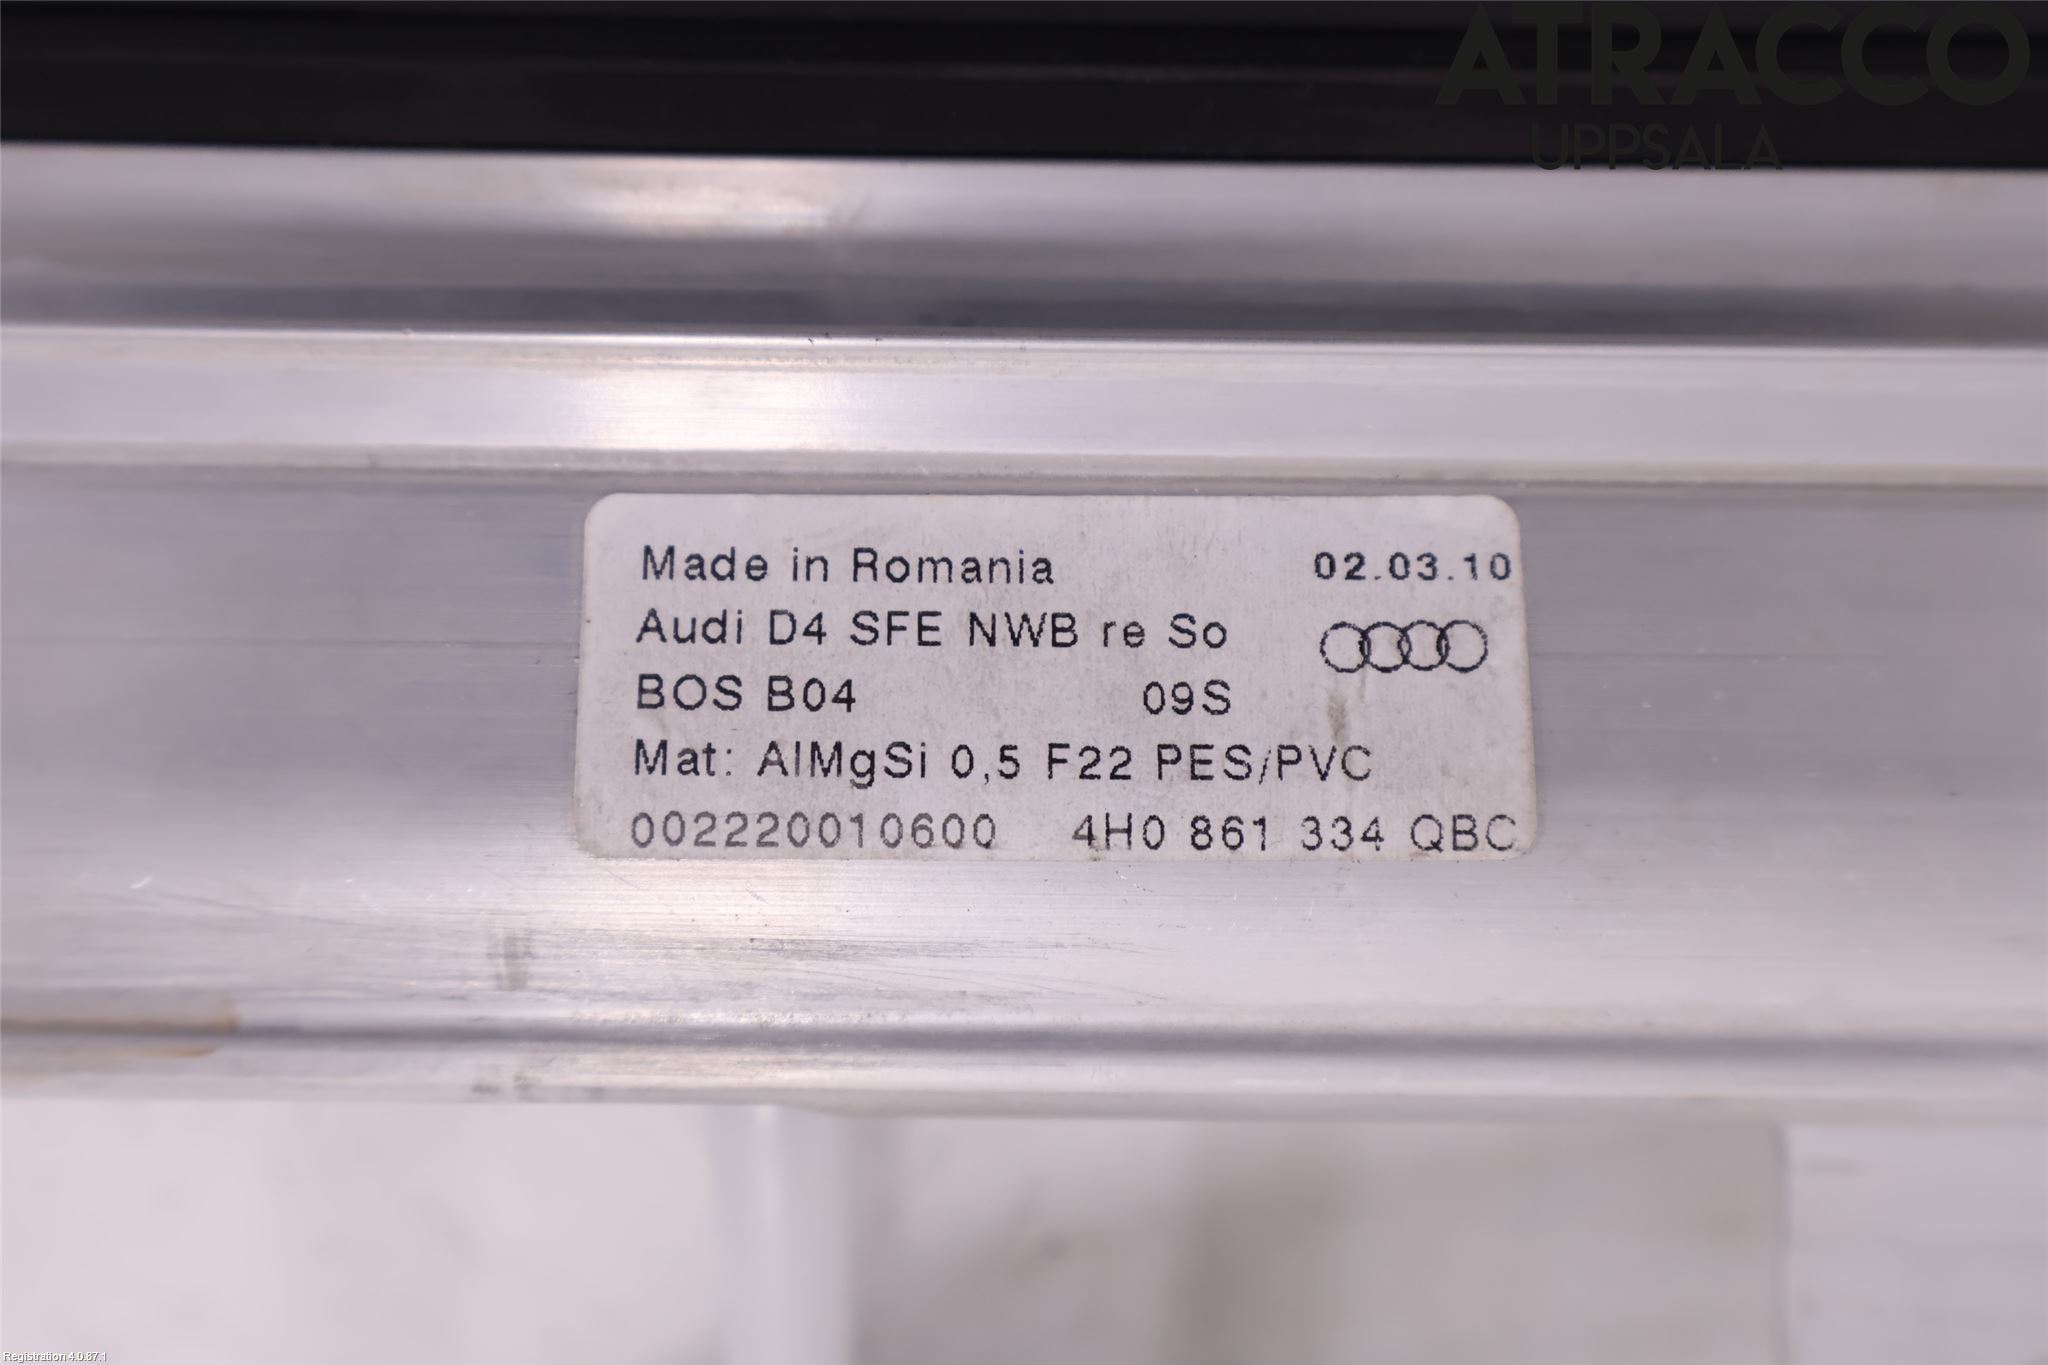 ATRACCO
UPPSALA
Made in Romania 02.03.10
Audi D4 SFE NWB re So
BOS B04 09S
Mat: AlMgSi 0,5 F22 PES/PVC
002220010600 4H0 861 334 QBC
Registration 4.0.87.1